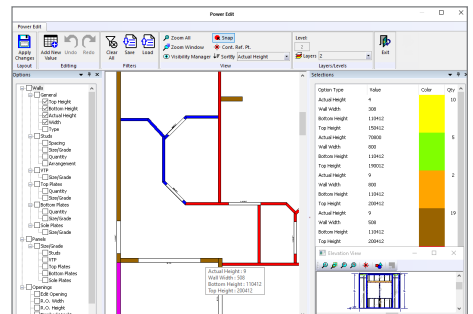 Power Edit
Power Edit
Apply Changes
Add New Value
Undo
Redo
Clear All
Save
Load
Zoom All
Zoom Window
Visibility Manager
Snap
Cont. Ref. Pt.
SortBy Actual Height
Level
Layers 2
Exit
Layout
Editing
Filters
View
Layers/Levels
Options
Walls
General
Top Height
Bottom Height
Actual Height
Width
Type
Studs
Spacing
Size/Grade
Quantity
Arrangement
VTP
Size/Grade
Top Plates
Quantity
Size/Grade
Bottom Plates
Quantity
Size/Grade
Sole Plates
Size/Grade
Panels
Size/Grade
Studs
VTP
Top Plates
Bottom Plates
Sole Plates
Openings
Edit Opening
R.O. Width
R.O. Height
Actual Height : 9
Wall Width : 508
Bottom Height : 110412
Top Height : 200412
Selections
Option Type Value Color Qty
Actual Height 4 10
Wall Width 308
Bottom Height 110412
Top Height 150412
Actual Height 70800 5
Wall Width 800
Bottom Height 110412
Top Height 190012
Actual Height 9 2
Wall Width 800
Bottom Height 110412
Top Height 200412
Actual Height 9 19
Wall Width 508
Bottom Height 110412
Top Height 200412
Elevation View